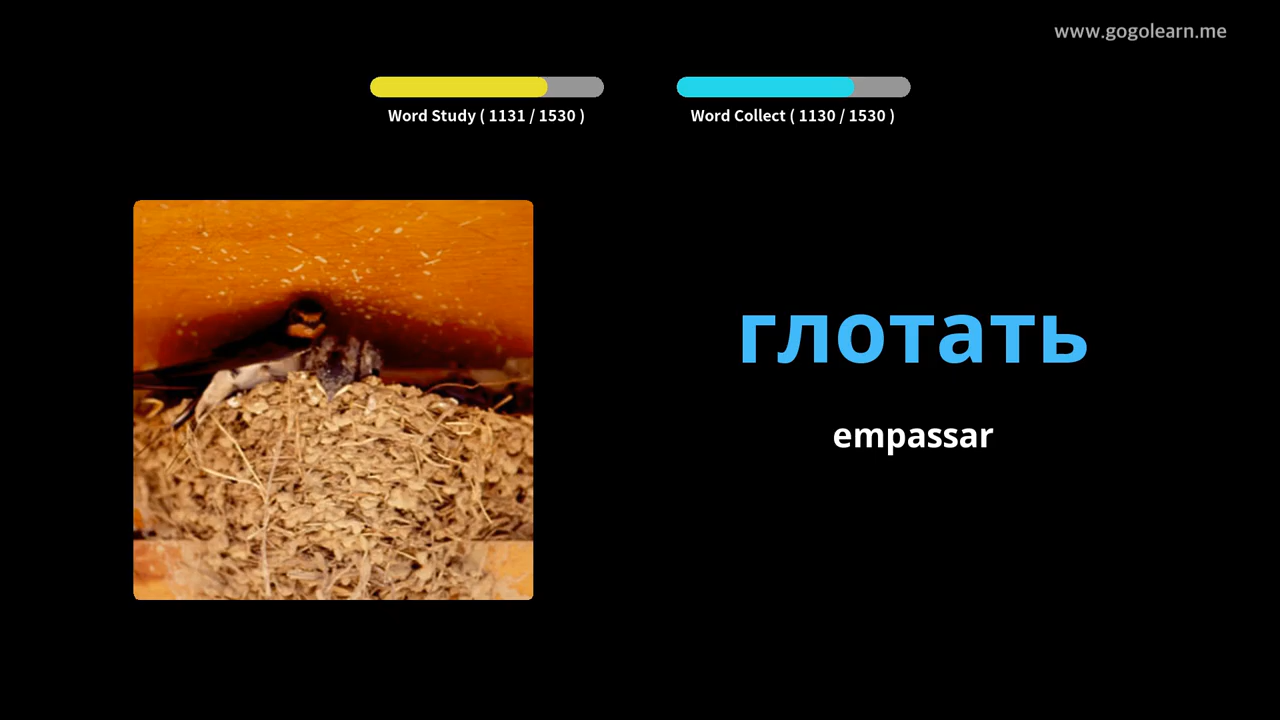 www.gogolearn.me
Word Study ( 1131 / 1530 )
Word Collect ( 1130 / 1530 )
глотать
empassar